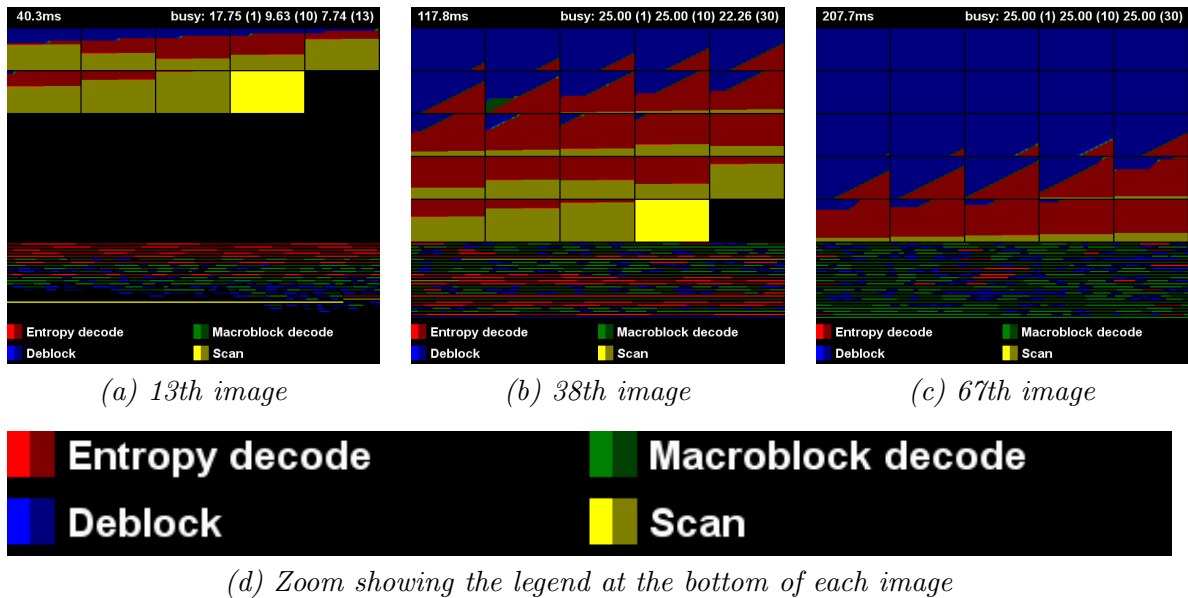 40.3ms busy: 17.75 (1) 9.63 (10) 7.74 (13)
Entropy decode Macroblock decode
Deblock Scan
(a) 13th image
117.8ms busy: 25.00 (1) 25.00 (10) 22.26 (30)
Entropy decode Macroblock decode
Deblock Scan
(b) 38th image
207.7ms busy: 25.00 (1) 25.00 (10) 25.00 (30)
Entropy decode Macroblock decode
Deblock Scan
(c) 67th image
Entropy decode Macroblock decode
Deblock Scan
(d) Zoom showing the legend at the bottom of each image